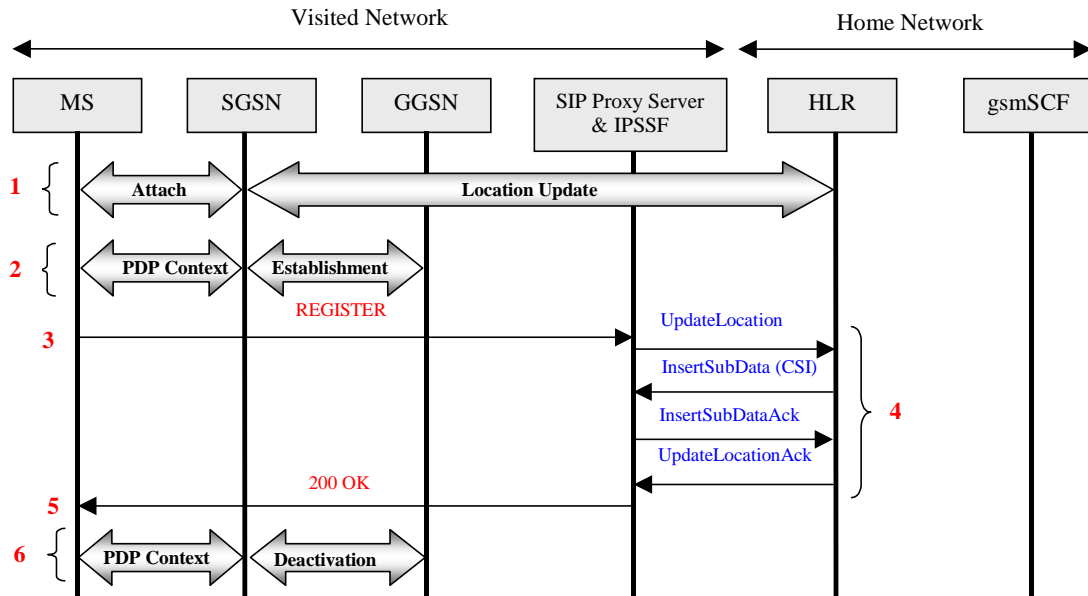 Visited Network
Home Network
MS
SGSN
GGSN
SIP Proxy Server
& IPSSF
HLR
gsmSCF
1
Attach
Location Update
2
PDP Context
Establishment
REGISTER
3
UpdateLocation
InsertSubData (CSI)
4
InsertSubDataAck
UpdateLocationAck
200 OK
5
6
PDP Context
Deactivation